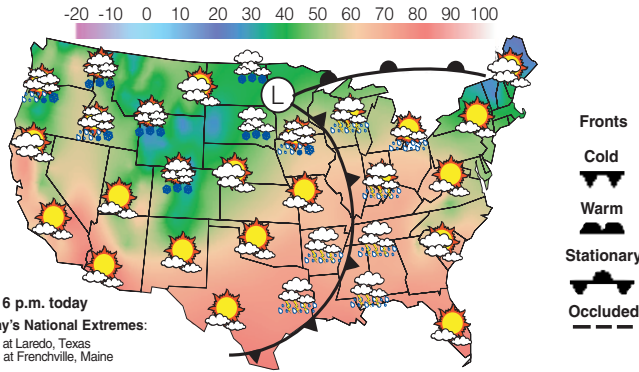 -20 -10 0 10 20 30 40 50 60 70 80 90 100
L
6 p.m. today
y's National Extremes:
at Laredo, Texas
at Frenchville, Maine
Fronts
Cold
Warm
Stationary
Occluded